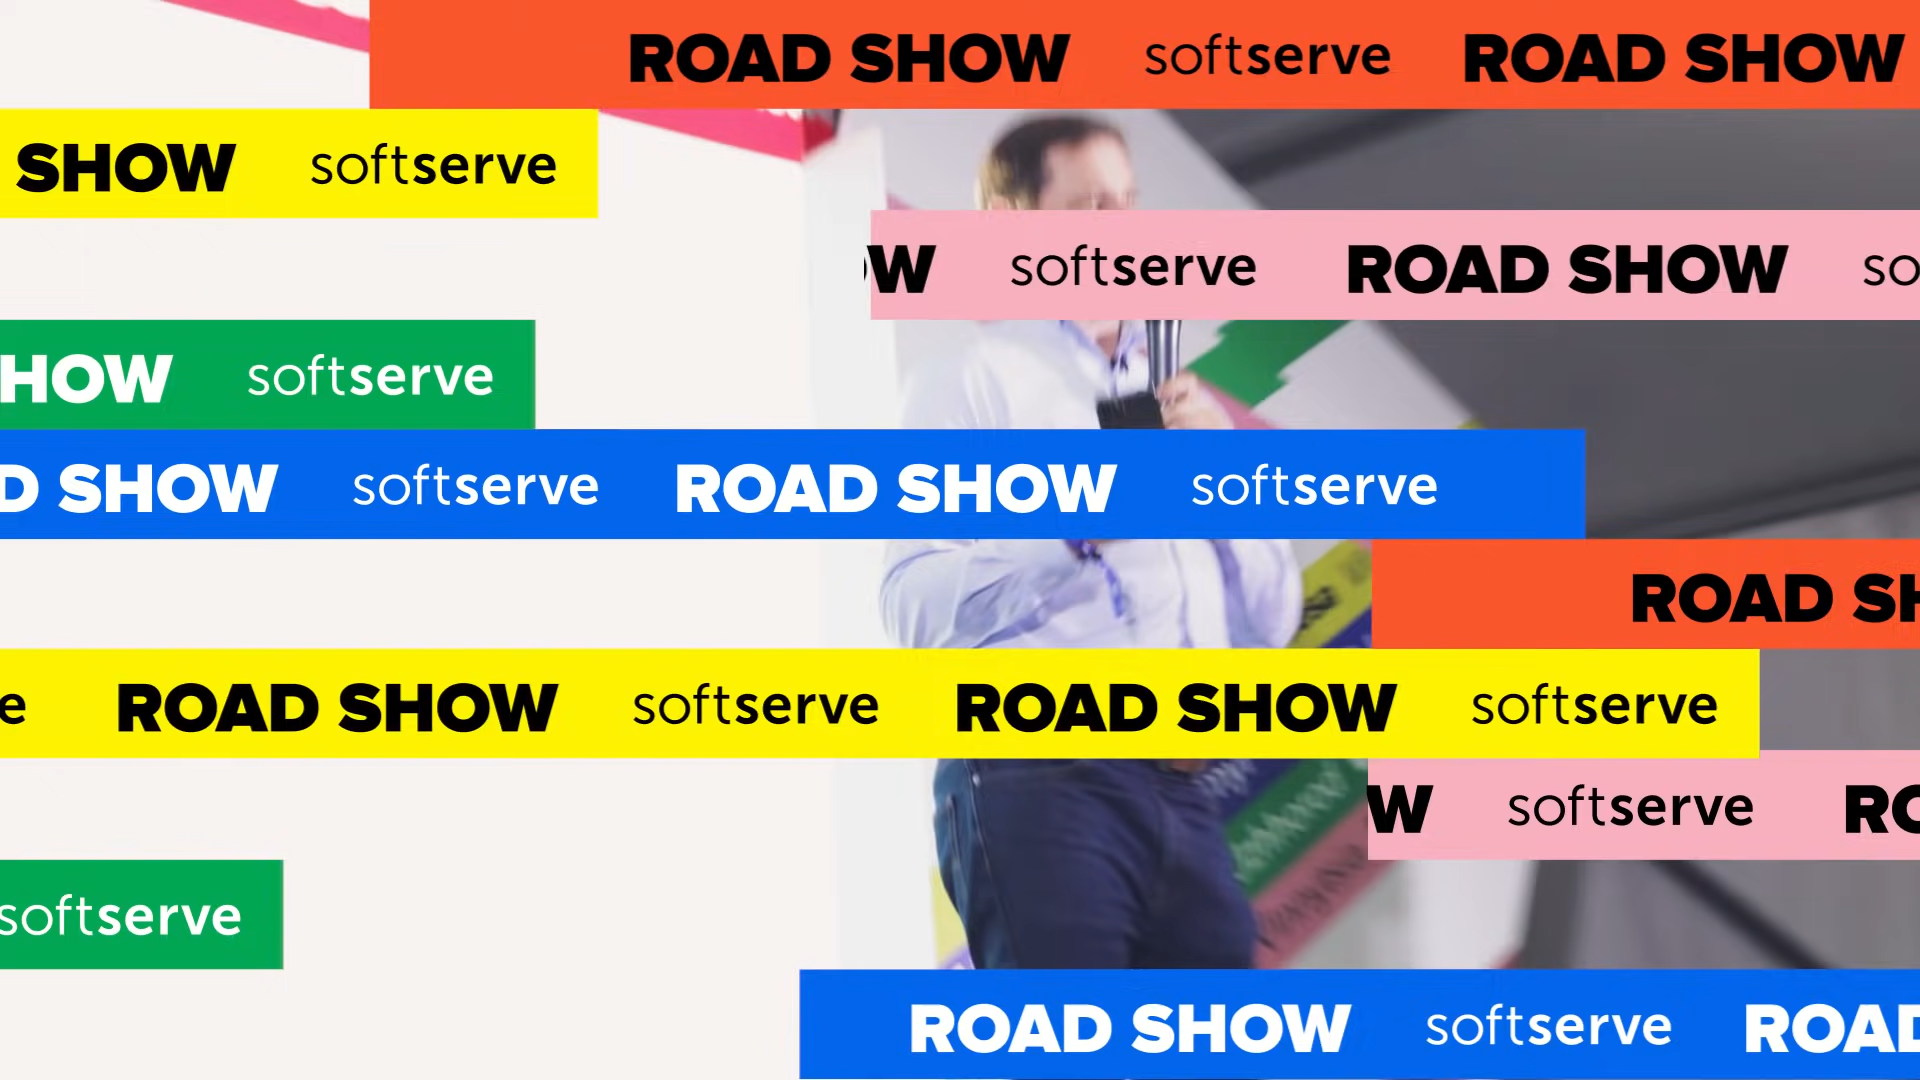 ROAD SHOW softserve ROAD SHOW
SHOW softserve
W softserve ROAD SHOW so
HOW softserve
D SHOW softserve ROAD SHOW softserve
ROAD SH
e ROAD SHOW softserve ROAD SHOW softserve
W softserve RO
softserve
ROAD SHOW softserve ROAD